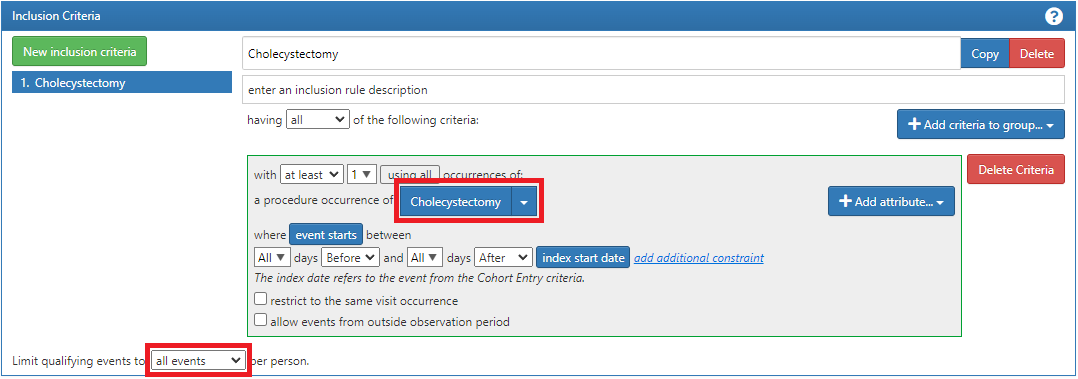 Inclusion Criteria ?
New inclusion criteria
1. Cholecystectomy
Cholecystectomy Copy Delete
enter an inclusion rule description
having all of the following criteria:
+ Add criteria to group...
with at least 1 using all occurrences of:
Delete Criteria
a procedure occurrence of Cholecystectomy + Add attribute...
where event starts between
All days Before and All days After index start date add additional constraint
The index date refers to the event from the Cohort Entry criteria.
restrict to the same visit occurrence
allow events from outside observation period
Limit qualifying events to all events per person.